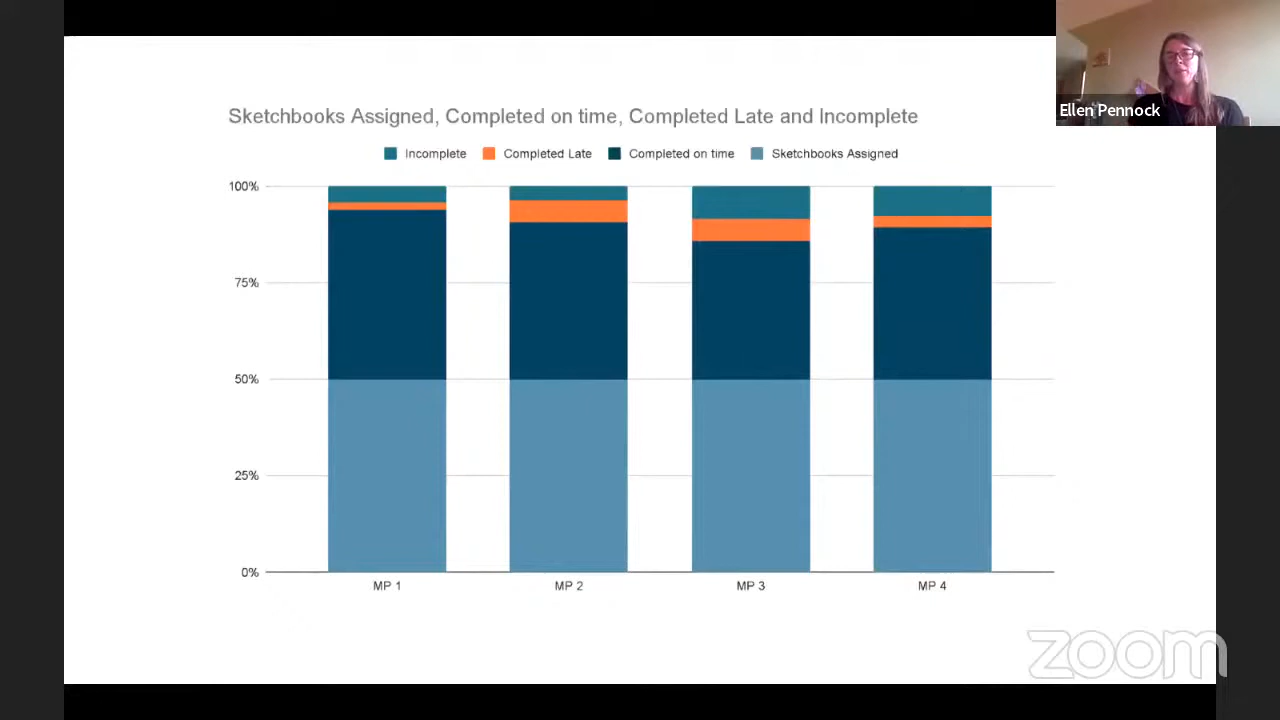 Ellen Pennock
Sketchbooks Assigned, Completed on time, Completed Late and Incomplete
Incomplete Completed Late Completed on time Sketchbooks Assigned
100%
75%
50%
25%
0%
MP 1 MP 2 MP 3 MP 4
zoom